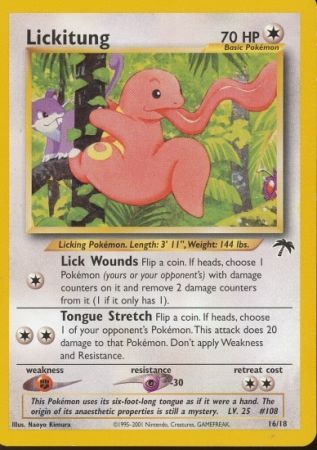 Lickitung
70 HP
Basic Pokémon
Licking Pokémon. Length: 3' 11", Weight: 144 lbs.
Lick Wounds Flip a coin. If heads, choose 1
Pokémon (yours or your opponent's) with damage
counters on it and remove 2 damage counters
from it (1 if it only has 1).
Tongue Stretch Flip a coin. If heads, choose
1 of your opponent's Pokémon. This attack does 20
damage to that Pokémon. Don't apply Weakness
and Resistance.
weakness resistance retreat cost
-30
This Pokémon uses its six-foot-long tongue as if it were a hand. The
origin of its anaesthetic properties is still a mystery. LV. 25 #108
Illus. Naoyo Kimura ©1995-2001 Nintendo, Creatures, GAMEFREAK. 16/18